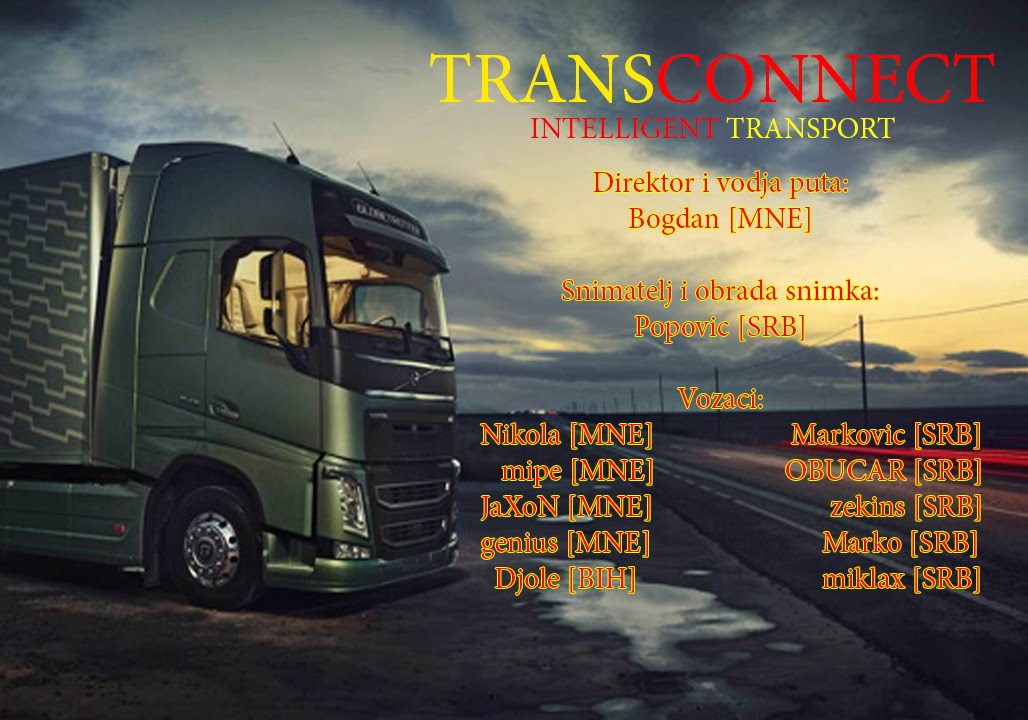 TRANSCONNECT
INTELLIGENT TRANSPORT
Direktor i vodja puta:
Bogdan [MNE]
Snimatelj i obrada snimka:
Popovic [SRB]
Vozaci:
Nikola [MNE] Markovic [SRB]
mipe [MNE] OBUCAR [SRB]
JaXoN [MNE] zekins [SRB]
genius [MNE] Marko [SRB]
Djole [BIH] miklax [SRB]
GLOBETROTTER